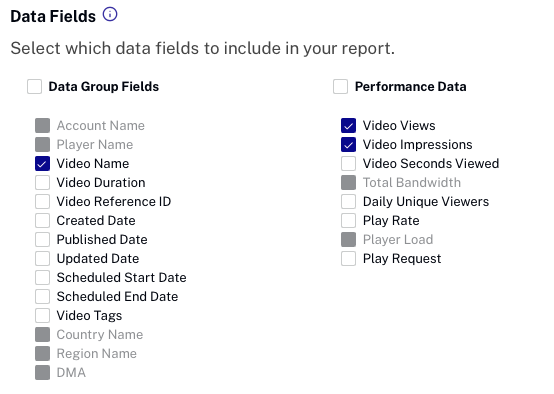 Data Fields
Select which data fields to include in your report.
Data Group Fields
Account Name
Player Name
Video Name
Video Duration
Video Reference ID
Created Date
Published Date
Updated Date
Scheduled Start Date
Scheduled End Date
Video Tags
Country Name
Region Name
DMA
Performance Data
Video Views
Video Impressions
Video Seconds Viewed
Total Bandwidth
Daily Unique Viewers
Play Rate
Player Load
Play Request